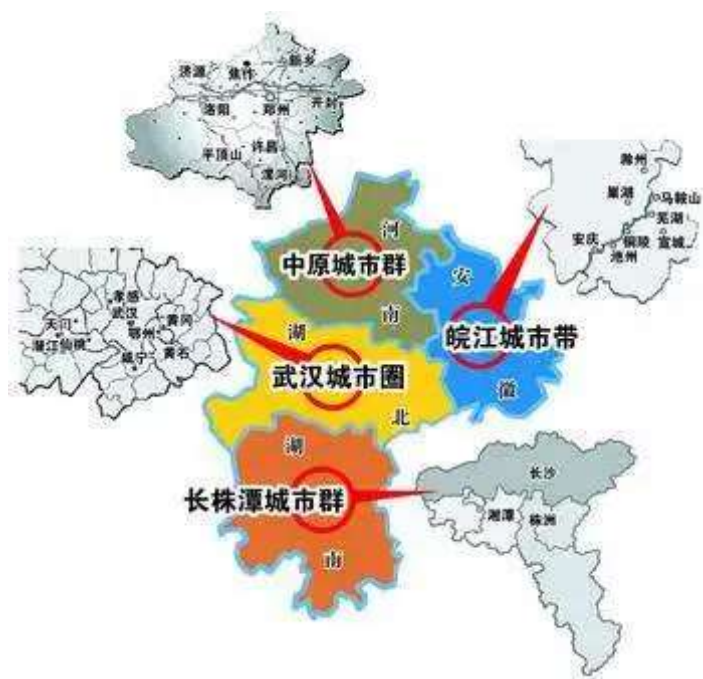 新乡
济源 焦作
洛阳 郑州 开封
许昌
平顶山
漯河
滁州
巢湖 马鞍山
芜湖
安庆 铜陵 宣城
池州
河
中原城市群
南
安
皖江城市带
徽
孝感
武汉 黄冈
天门 鄂州
潜江仙桃 黄石
咸宁
湖
武汉城市圈
北
湖
长株潭城市群
南
长沙
湘潭 株洲